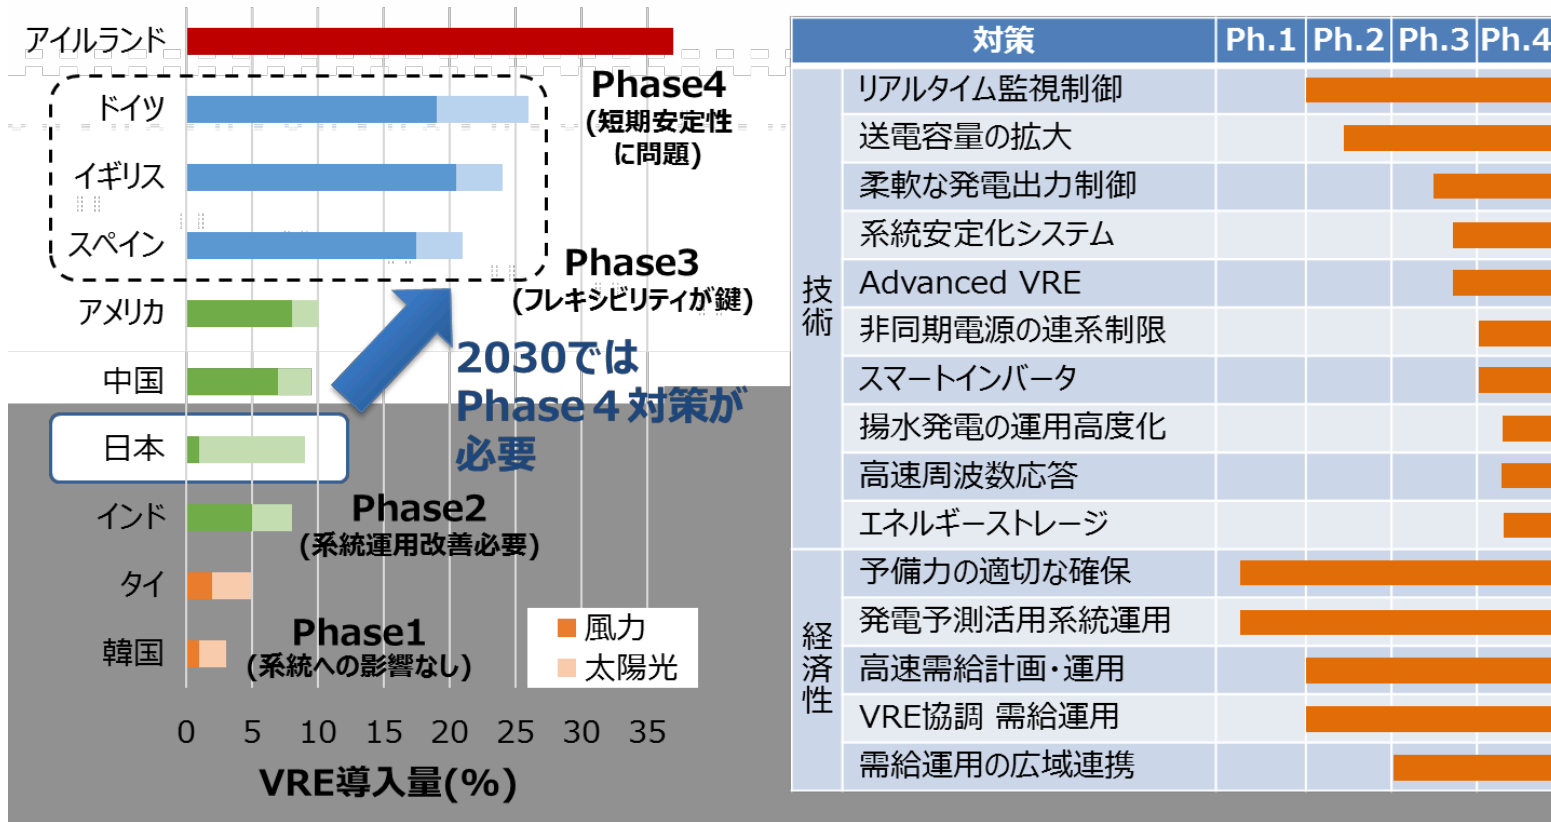 アイルランド
ドイツ
イギリス
スペイン
アメリカ
中国
日本
インド
タイ
韓国
Phase4
(短期安定性
に問題)
Phase3
(フレキシビリティが鍵)
2030では
Phase４対策が
必要
Phase2
(系統運用改善必要)
Phase1
(系統への影響なし)
風力
太陽光
0 5 10 15 20 25 30 35
VRE導入量(%)
対策 Ph.1 Ph.2 Ph.3 Ph.4
技術
リアルタイム監視制御
送電容量の拡大
柔軟な発電出力制御
系統安定化システム
Advanced VRE
非同期電源の連系制限
スマートインバータ
揚水発電の運用高度化
高速周波数応答
エネルギーストレージ
経済性
予備力の適切な確保
発電予測活用系統運用
高速需給計画・運用
VRE協調 需給運用
需給運用の広域連携